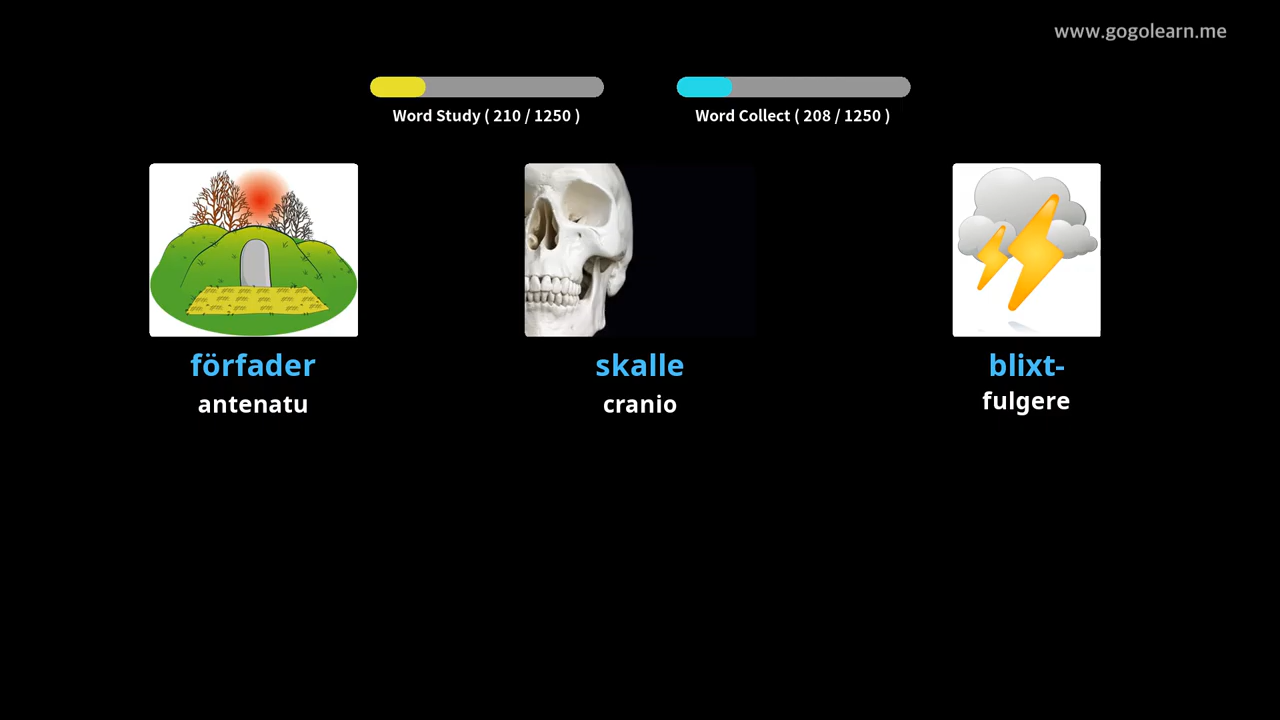 www.gogolearn.me
Word Study ( 210 / 1250 )
Word Collect ( 208 / 1250 )
förfader
skalle
blixt-
antenatu
cranio
fulgere